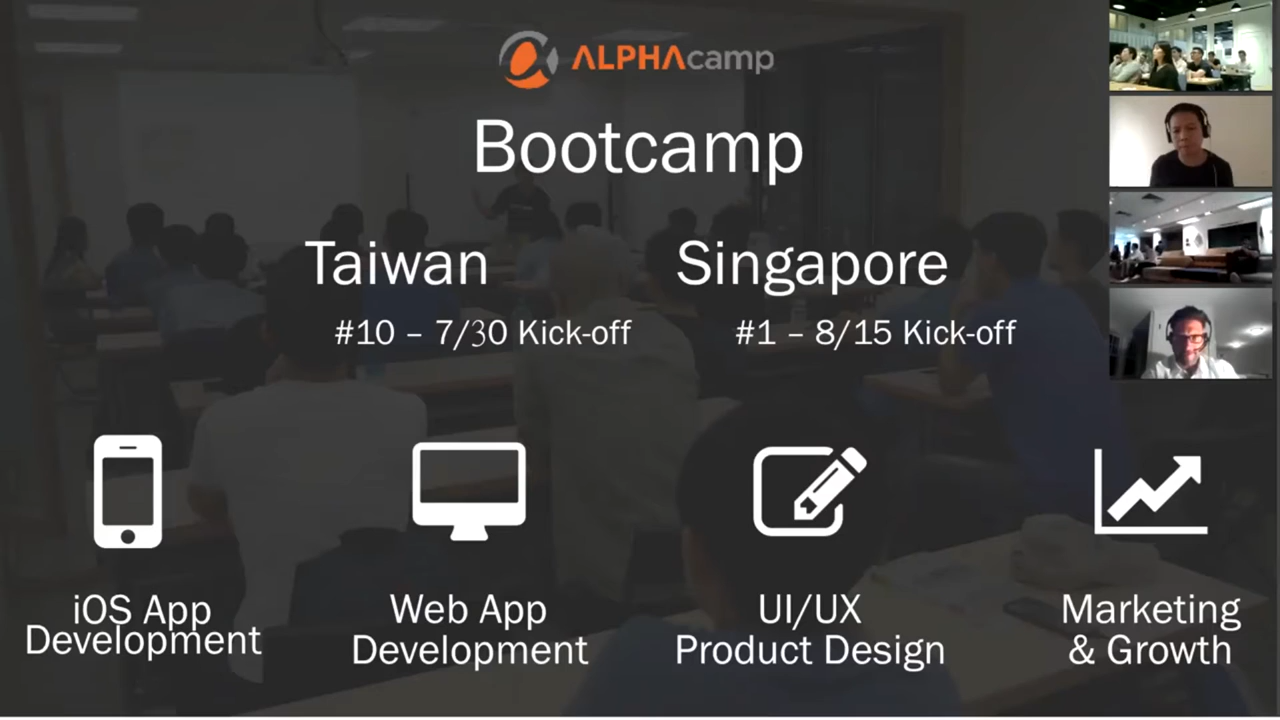 ALPHAcamp
Bootcamp
Taiwan
Singapore
#10 – 7/30 Kick-off
#1 – 8/15 Kick-off
iOS App
Development
Web App
Development
UI/UX
Product Design
Marketing
& Growth